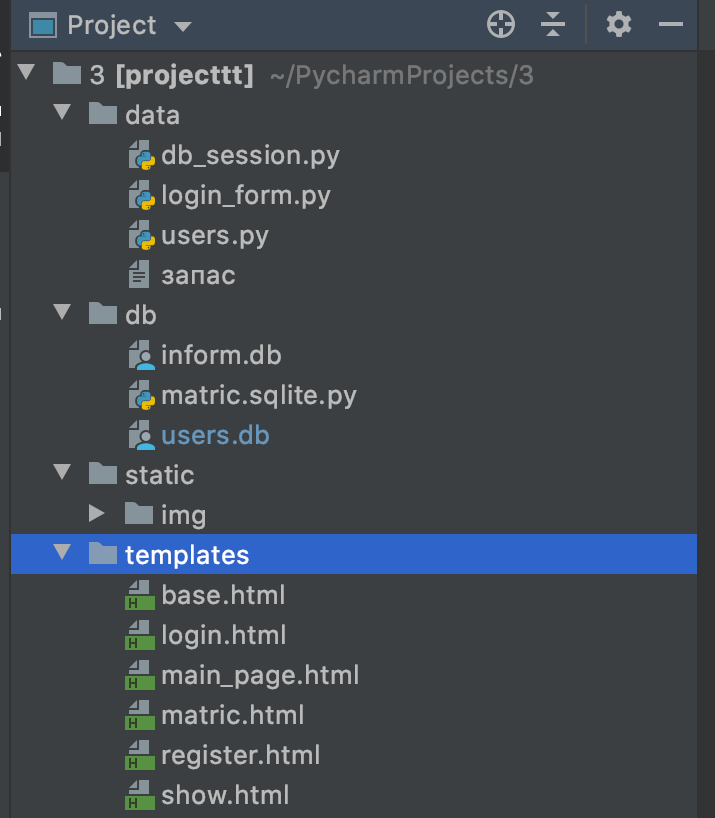 Project
3 [projecttt] ~/PycharmProjects/3
data
db_session.py
login_form.py
users.py
запас
db
inform.db
matric.sqlite.py
users.db
static
img
templates
base.html
login.html
main_page.html
matric.html
register.html
show.html